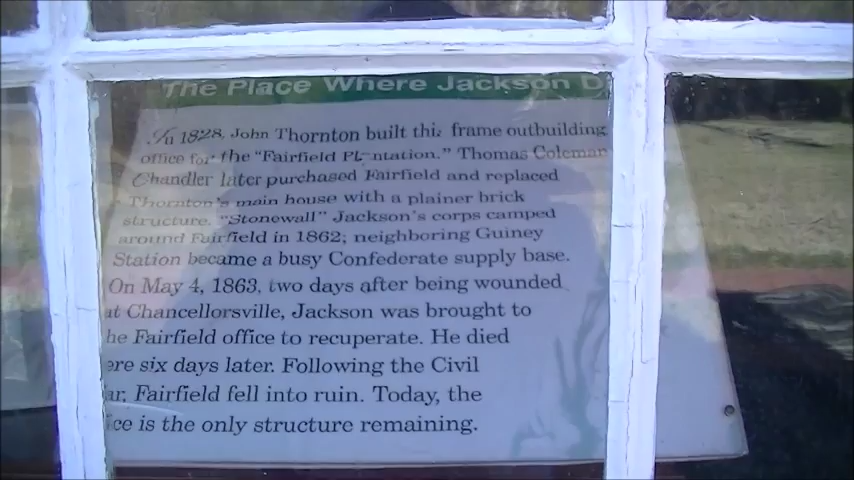 The Place Where Jackson D
In 1828, John Thornton built this frame outbuilding
office for the "Fairfield Plantation." Thomas Coleman
Chandler later purchased Fairfield and replaced
Thornton's main house with a plainer brick
structure. "Stonewall" Jackson's corps camped
around Fairfield in 1862; neighboring Guiney
Station became a busy Confederate supply base.
On May 4, 1863, two days after being wounded
at Chancellorsville, Jackson was brought to
he Fairfield office to recuperate. He died
ere six days later. Following the Civil
ar, Fairfield fell into ruin. Today, the
ice is the only structure remaining.